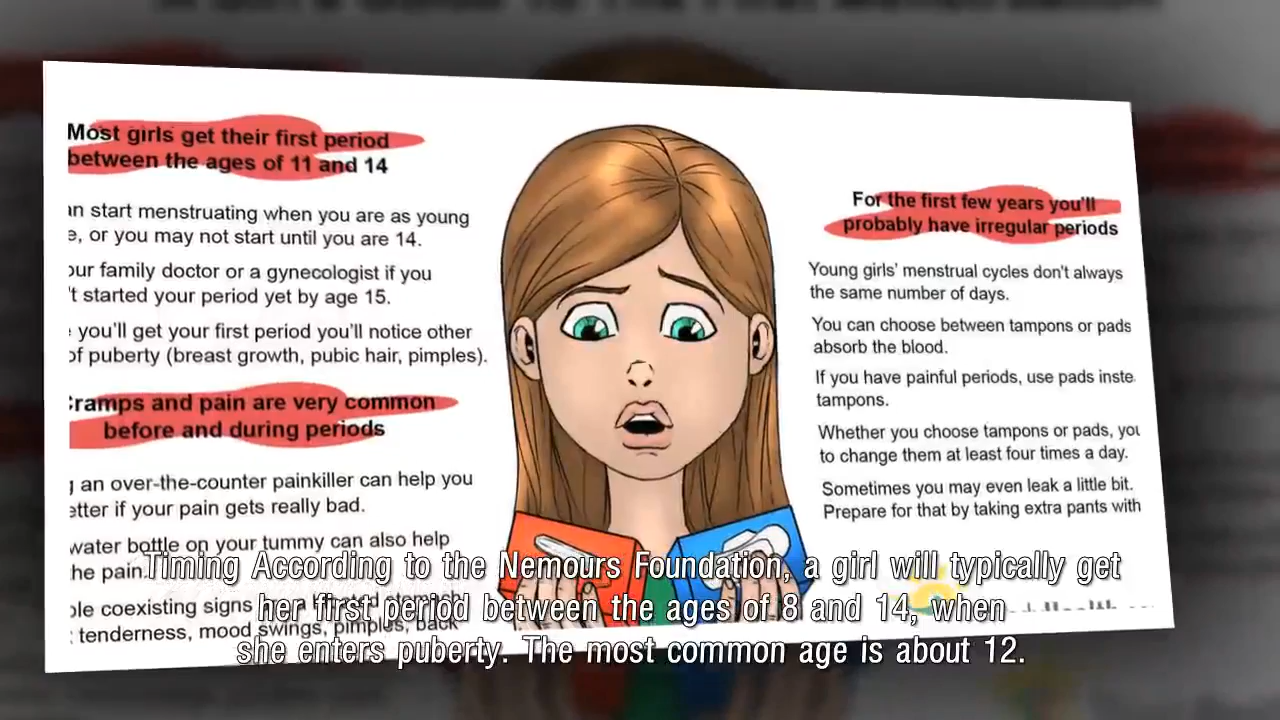 Most girls get their first period
between the ages of 11 and 14
an start menstruating when you are as young
e, or you may not start until you are 14.
our family doctor or a gynecologist if you
't started your period yet by age 15.
you'll get your first period you'll notice other
of puberty (breast growth, pubic hair, pimples).
Cramps and pain are very common
before and during periods
g an over-the-counter painkiller can help you
etter if your pain gets really bad.
water bottle on your tummy can also help
he pain.
ble coexisting signs
tenderness, mood swings, pimples, back
For the first few years you'll
probably have irregular periods
Young girls' menstrual cycles don't always
the same number of days.
You can choose between tampons or pads
absorb the blood.
If you have painful periods, use pads inste
tampons.
Whether you choose tampons or pads, you
to change them at least four times a day.
Sometimes you may even leak a little bit.
Prepare for that by taking extra pants with
Timing According to the Nemours Foundation, a girl will typically get
her first period between the ages of 8 and 14, when
she enters puberty. The most common age is about 12.